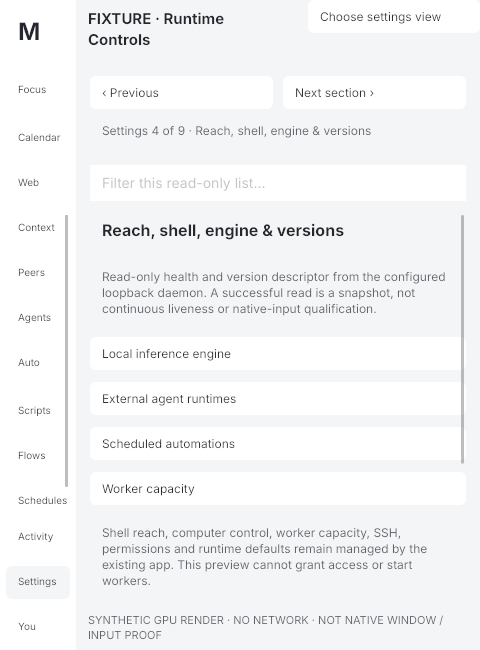 M
Focus
Calendar
Web
Context
Peers
Agents
Auto
Scripts
Flows
Schedules
Activity
Settings
You
FIXTURE · Runtime
Controls
Choose settings view
‹ Previous
Next section ›
Settings 4 of 9 · Reach, shell, engine & versions
Filter this read-only list...
Reach, shell, engine & versions
Read-only health and version descriptor from the configured
loopback daemon. A successful read is a snapshot, not
continuous liveness or native-input qualification.
Local inference engine
External agent runtimes
Scheduled automations
Worker capacity
Shell reach, computer control, worker capacity, SSH,
permissions and runtime defaults remain managed by the
existing app. This preview cannot grant access or start
workers.
SYNTHETIC GPU RENDER · NO NETWORK · NOT NATIVE WINDOW /
INPUT PROOF